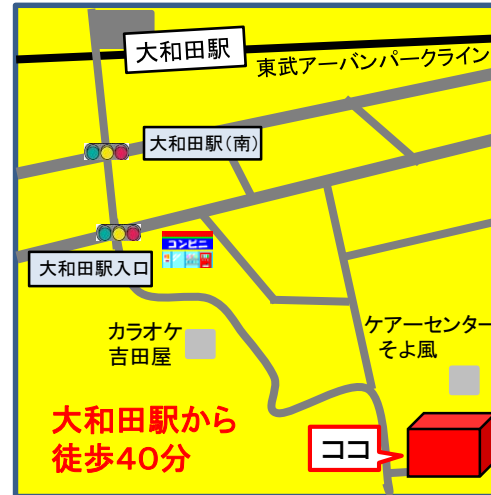 大和田駅
東武アーバンパークライン
大和田駅(南)
コンビニ
大和田駅入口
カラオケ
吉田屋
ケアーセンター
そよ風
大和田駅から
徒歩40分
ココ